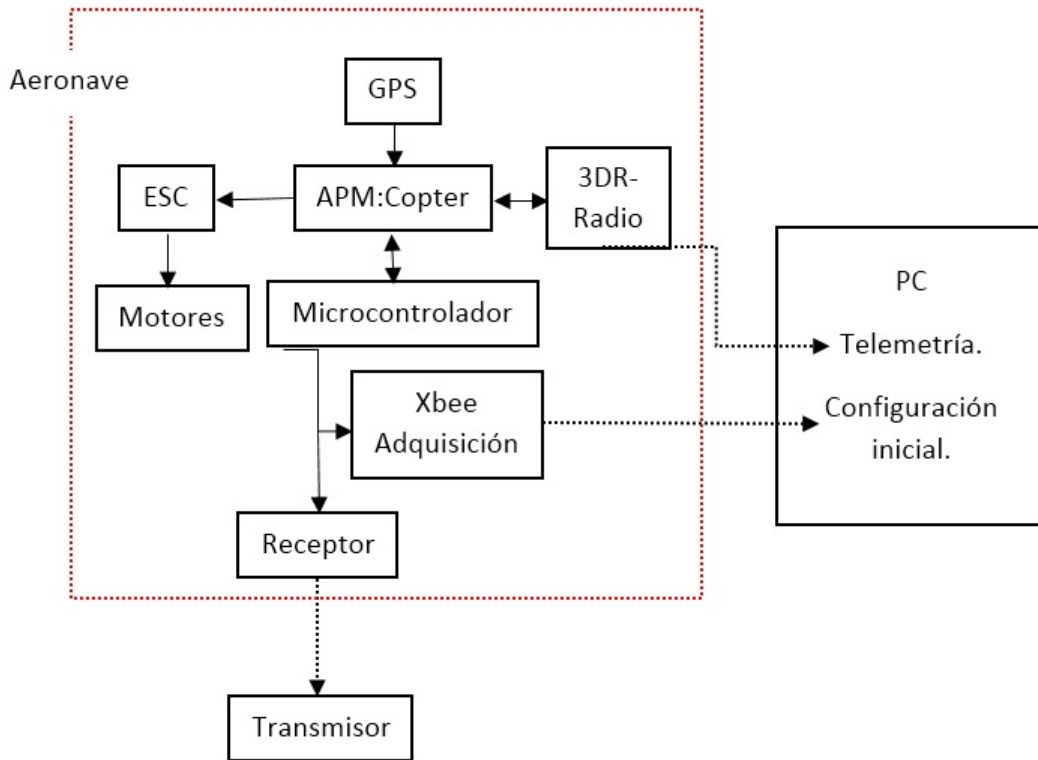 Aeronave
GPS
ESC
APM:Copter
3DR-
Radio
PC
Motores
Microcontrolador
Telemetría.
Xbee
Adquisición
Configuración
inicial.
Receptor
Transmisor